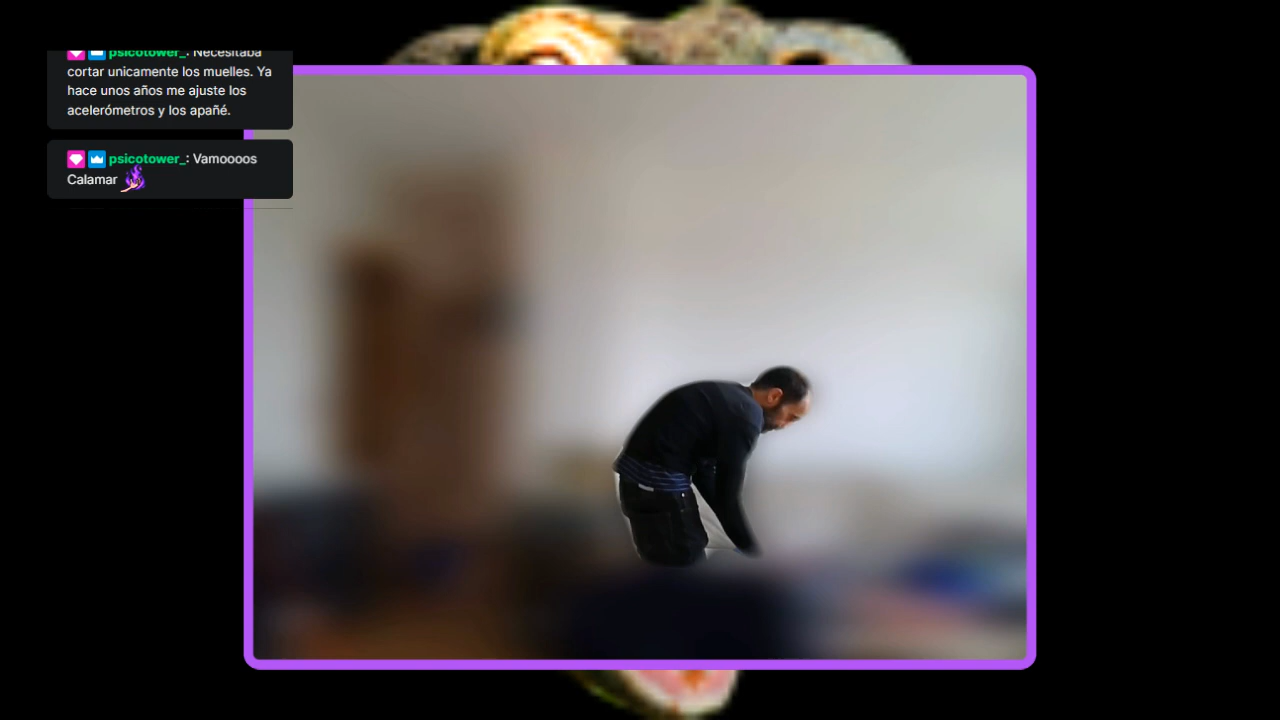 psicotower_: Necesitaba
cortar unicamente los muelles. Ya
hace unos años me ajuste los
acelerómetros y los apañé.
psicotower_: Vamoooos
Calamar